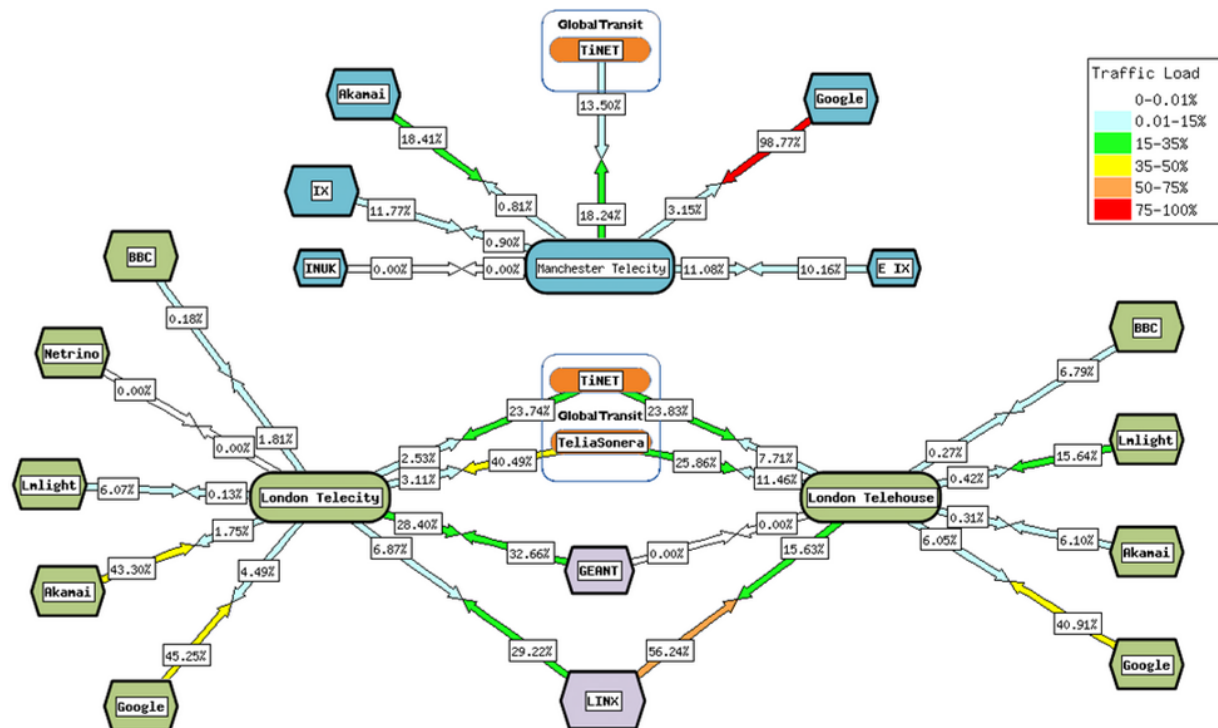 Global Transit
TiNET
Akamai
Google
13.50%
18.41%
98.77%
IX
11.77%
0.81%
18.24%
3.15%
0.90%
INUK
0.00%
0.00%
Manchester Telecity
11.08%
10.16%
E IX
Traffic Load
0-0.01%
0.01-15%
15-35%
35-50%
50-75%
75-100%
BBC
0.18%
Netrino
0.00%
0.00%
1.81%
Lmlight
6.07%
0.13%
London Telecity
Akamai
43.30%
1.75%
4.49%
45.25%
Google
TiNET
Global Transit
TeliaSonera
23.74%
23.83%
2.53%
3.11%
40.49%
25.86%
7.71%
11.46%
28.40%
32.66%
GEANT
0.00%
0.00%
6.87%
15.63%
29.22%
56.24%
LINX
London Telehouse
BBC
6.79%
0.27%
Lmlight
15.64%
0.42%
0.31%
6.10%
Akamai
6.05%
40.91%
Google